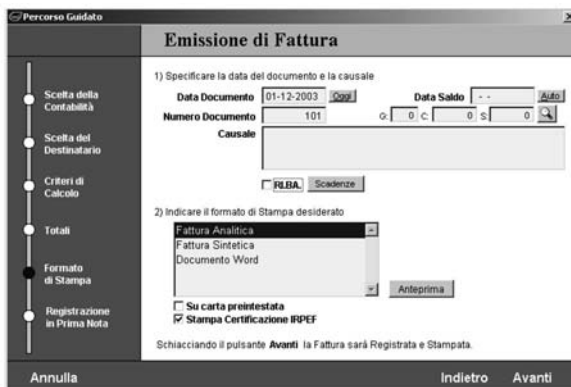 Percorso Guidato
Emissione di Fattura
Scelta della
Contabilità
Scelta del
Destinatario
Criteri di
Calcolo
Totali
Formato
di Stampa
Registrazione
in Prima Nota
1) Specificare la data del documento e la causale
Data Documento 01-12-2003 Oggi Data Saldo - - Auto
Numero Documento 101 G: 0 C: 0 S: 0
Causale
RI.BA. Scadenze
2) Indicare il formato di Stampa desiderato
Fattura Analitica
Fattura Sintetica
Documento Word
Anteprima
Su carta preintestata
Stampa Certificazione IRPEF
Schiacciando il pulsante Avanti la Fattura sarà Registrata e Stampata.
Annulla Indietro Avanti